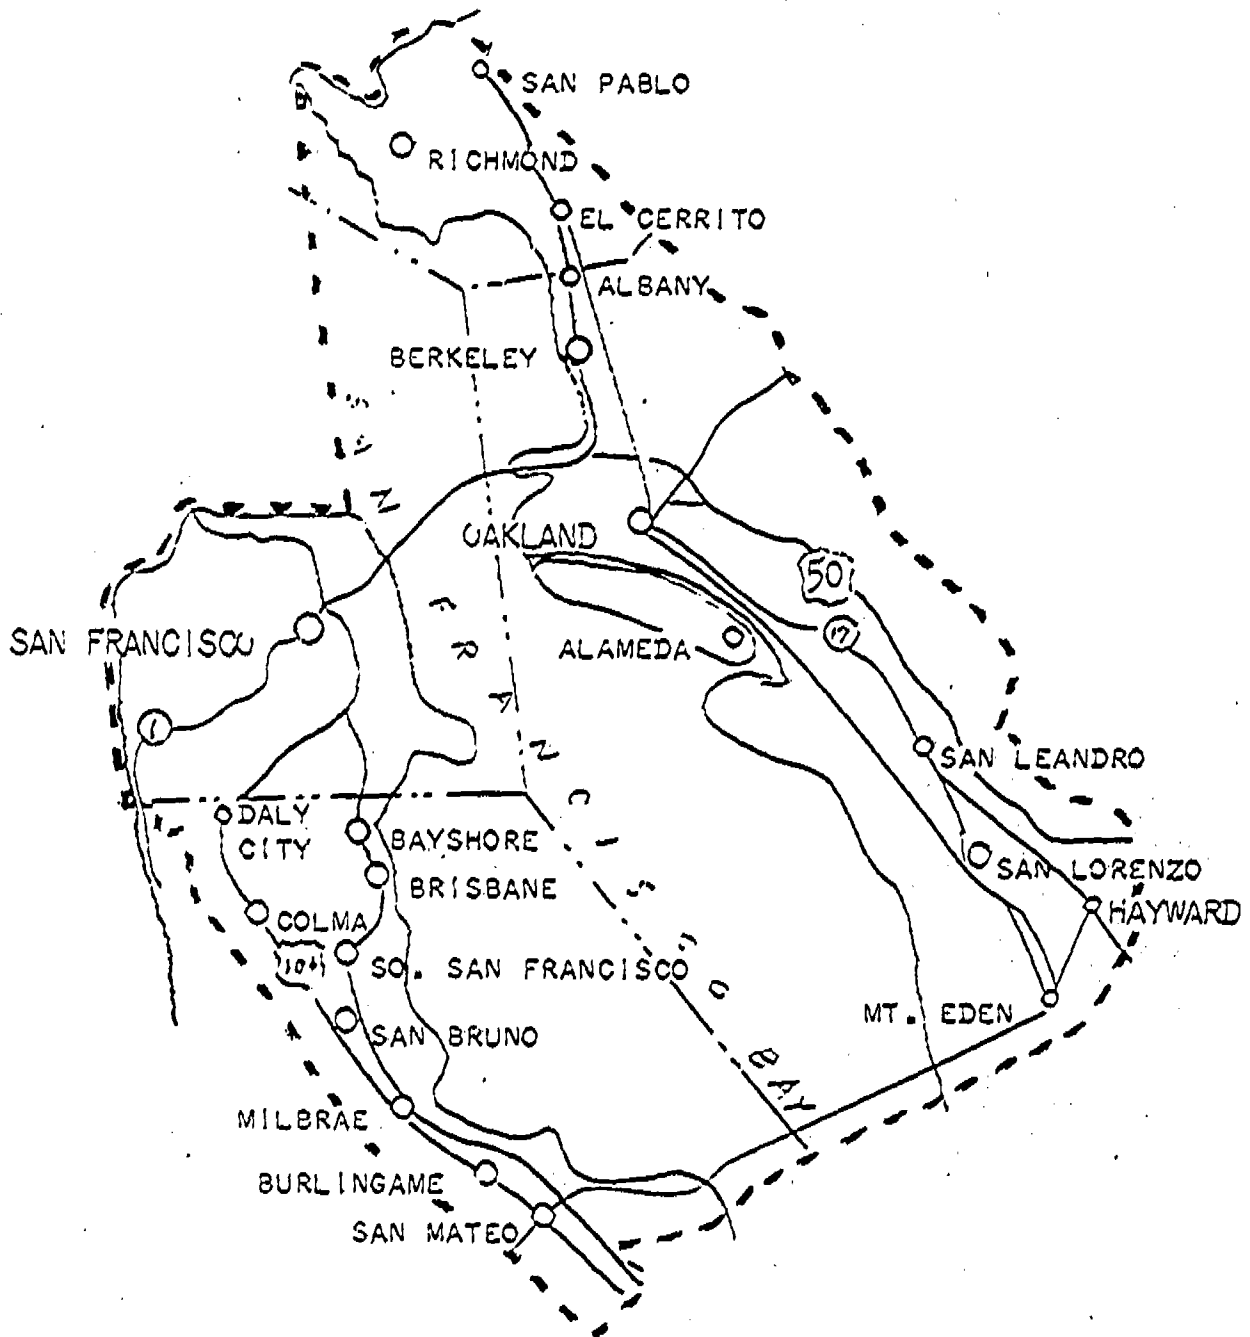 SAN PABLO
RICHMOND
EL CERRITO
ALBANY
BERKELEY
SAN FRANCISCO BAY
OAKLAND
50
SAN FRANCISCO
17
ALAMEDA
1
SAN LEANDRO
DALY
CITY
BAYSHORE
BRISBANE
SAN LORENZO
HAYWARD
COLMA
SO. SAN FRANCISCO
MT. EDEN
SAN BRUNO
MILBRAE
BURLINGAME
SAN MATEO